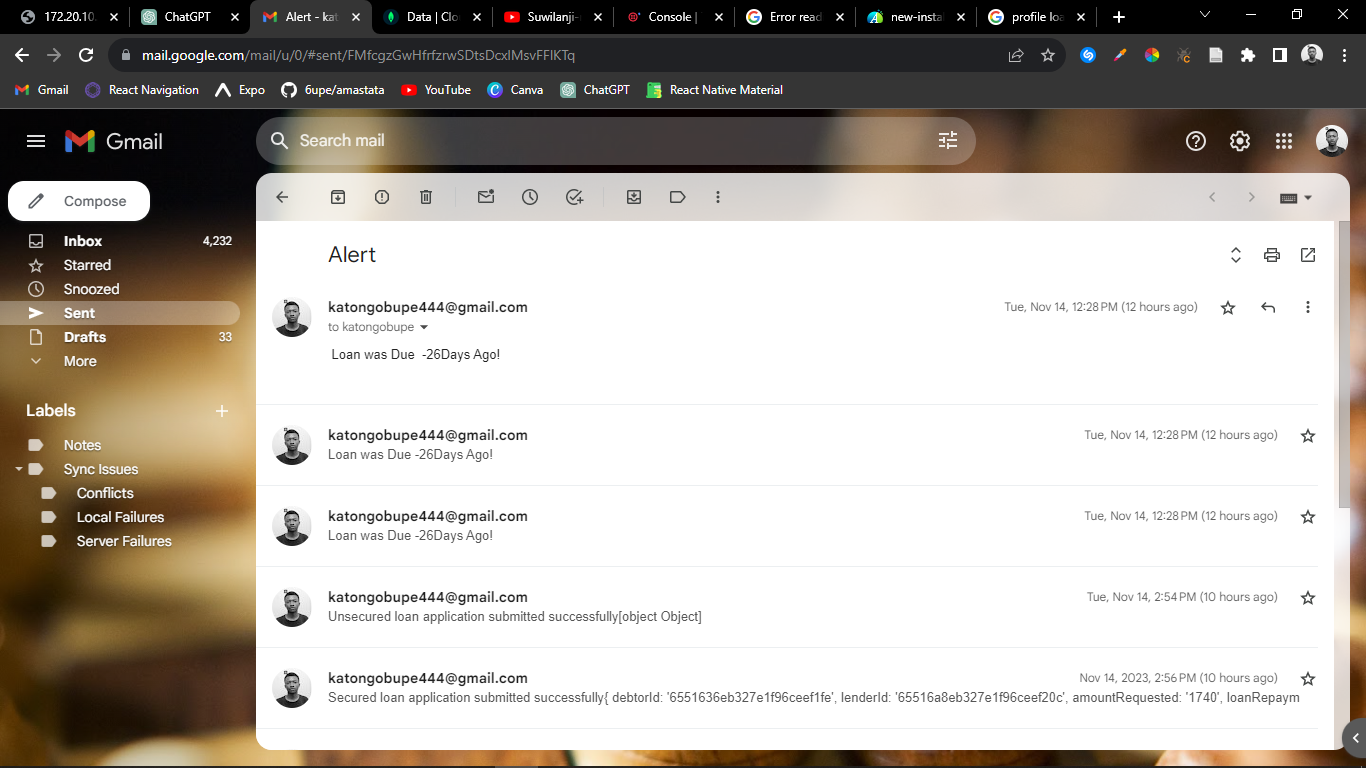 172.20.10.
ChatGPT
Alert - kat
Data | Clo
Suwilanji-
Console |
Error read
new-insta
profile loa
mail.google.com/mail/u/0/#sent/FMfcgzGwHfrfzrwSDtsDcxlMsvFFlKTq
Gmail
React Navigation
Expo
6upe/amastata
YouTube
Canva
ChatGPT
React Native Material
Gmail
Search mail
Compose
Inbox 4,232
Starred
Snoozed
Sent
Drafts 33
More
Labels
Notes
Sync Issues
Conflicts
Local Failures
Server Failures
Alert
katongobupe444@gmail.com Tue, Nov 14, 12:28 PM (12 hours ago)
to katongobupe
Loan was Due -26Days Ago!
katongobupe444@gmail.com Tue, Nov 14, 12:28 PM (12 hours ago)
Loan was Due -26Days Ago!
katongobupe444@gmail.com Tue, Nov 14, 12:28 PM (12 hours ago)
Loan was Due -26Days Ago!
katongobupe444@gmail.com Tue, Nov 14, 2:54 PM (10 hours ago)
Unsecured loan application submitted successfully[object Object]
katongobupe444@gmail.com Nov 14, 2023, 2:56 PM (10 hours ago)
Secured loan application submitted successfully{ debtorId: '6551636eb327e1f96ceef1fe', lenderId: '65516a8eb327e1f96ceef20c', amountRequested: '1740', loanRepaym